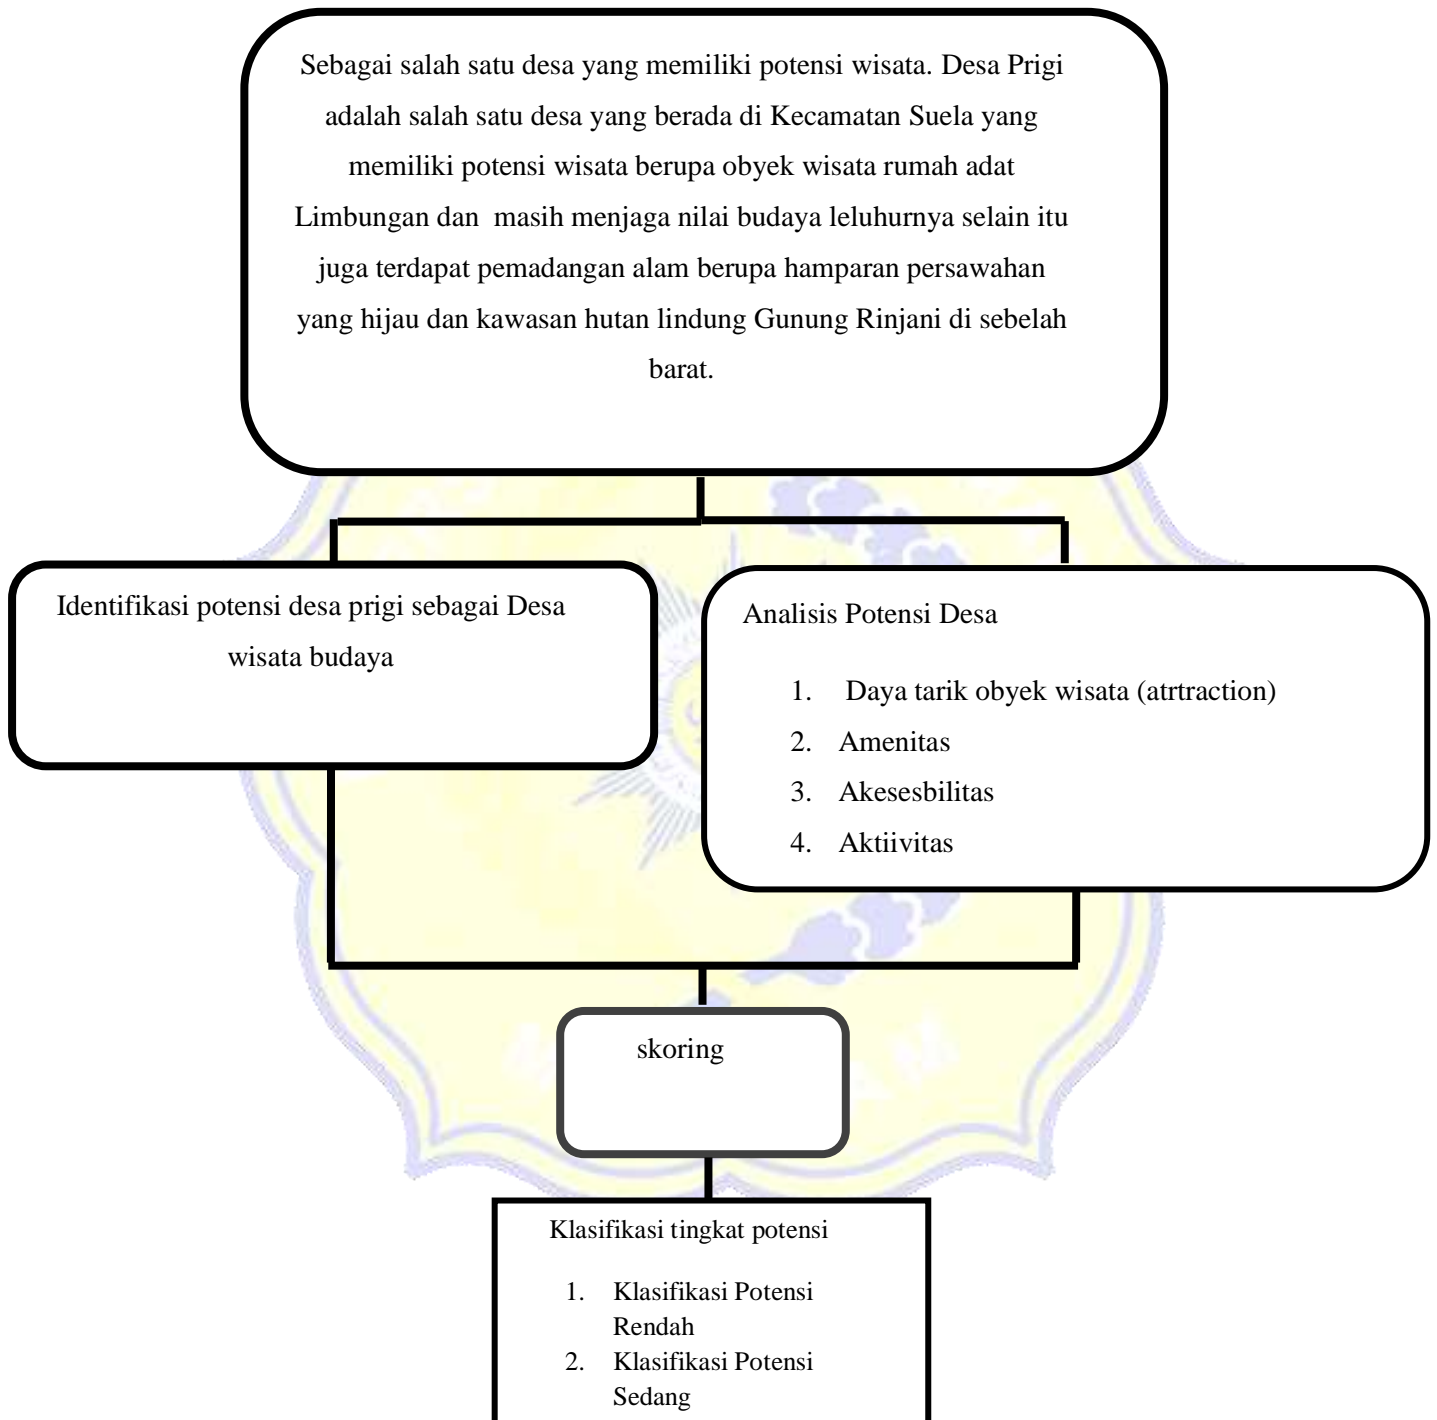 Sebagai salah satu desa yang memiliki potensi wisata. Desa Prigi
adalah salah satu desa yang berada di Kecamatan Suela yang
memiliki potensi wisata berupa obyek wisata rumah adat
Limbungan dan masih menjaga nilai budaya leluhurnya selain itu
juga terdapat pemadangan alam berupa hamparan persawahan
yang hijau dan kawasan hutan lindung Gunung Rinjani di sebelah
barat.
Identifikasi potensi desa prigi sebagai Desa
wisata budaya
Analisis Potensi Desa
1. Daya tarik obyek wisata (atrtraction)
2. Amenitas
3. Akesesbilitas
4. Aktiivitas
skoring
Klasifikasi tingkat potensi
1. Klasifikasi Potensi
Rendah
2. Klasifikasi Potensi
Sedang